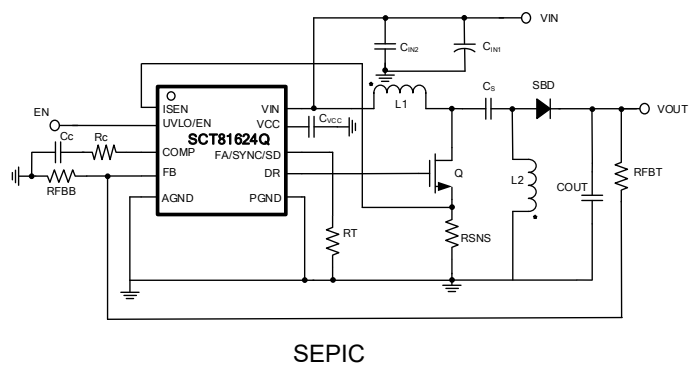 VIN
CIN2
CIN1
ISEN
VIN
L1
CS
SBD
EN
UVLO/EN
VCC
CVCC
VOUT
SCT81624Q
Cc
Rc
COMP
FA/SYNC/SD
RFBB
FB
DR
Q
L2
COUT
RFBT
AGND
PGND
RT
RSNS
SEPIC